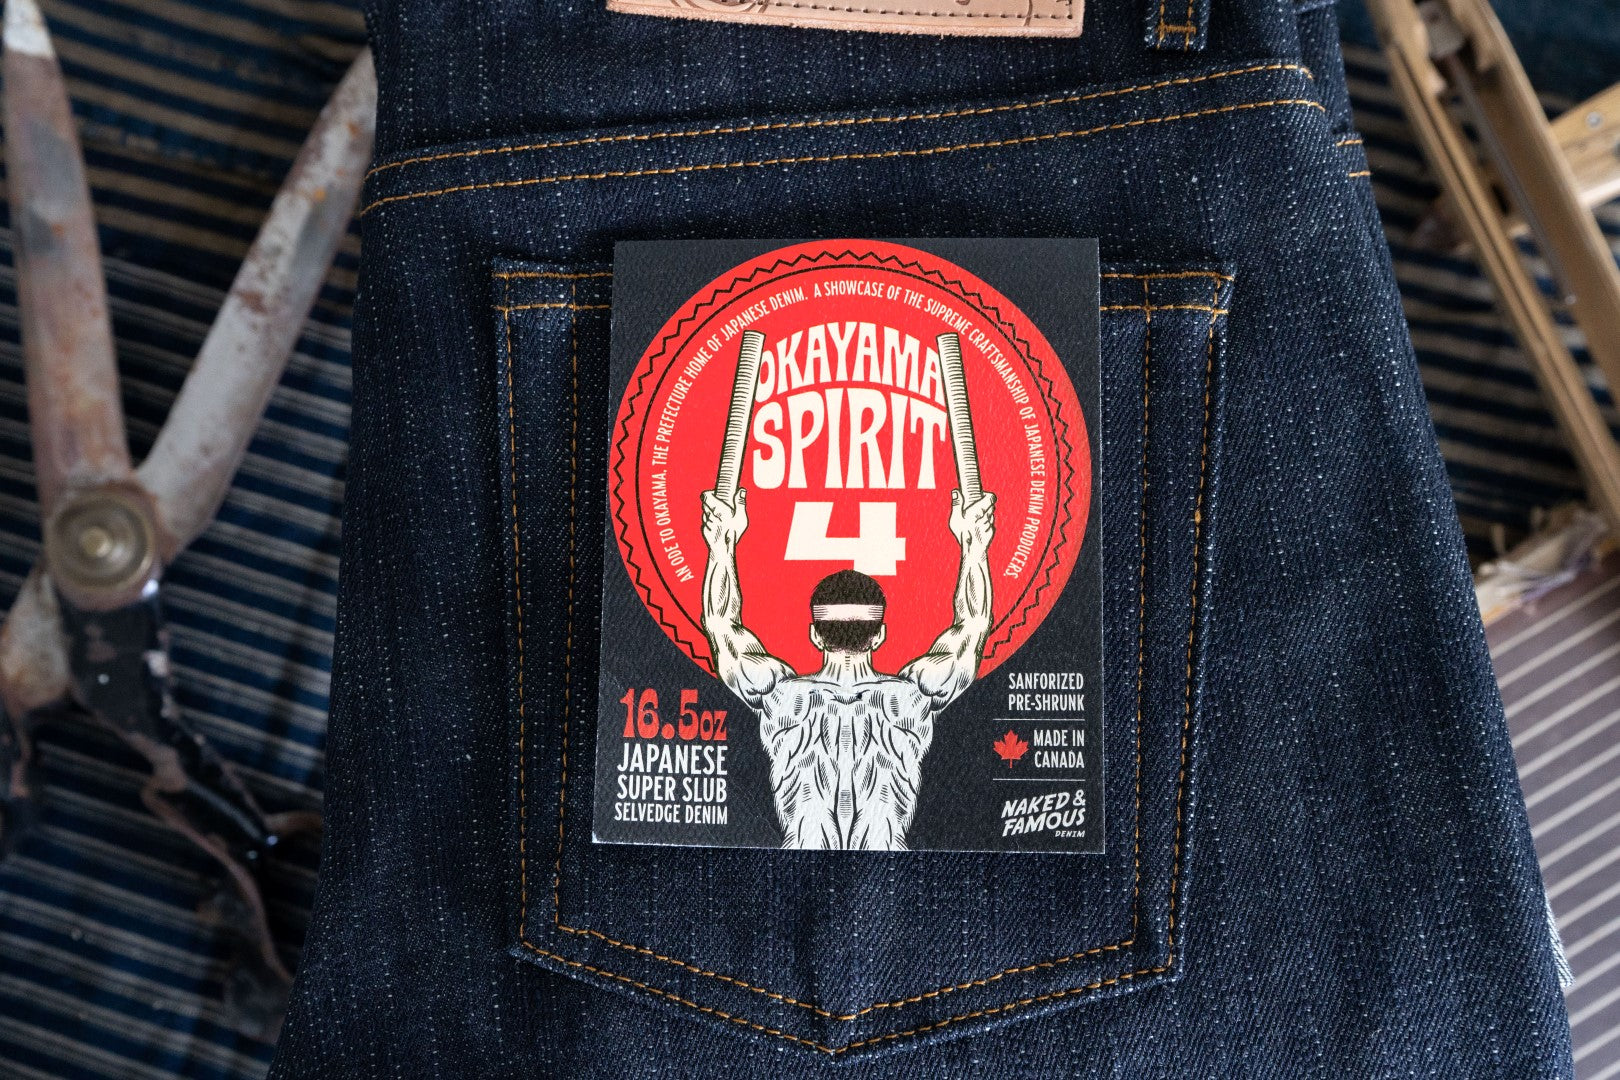 AN ODE TO OKAYAMA. THE PREFECTURE HOME OF JAPANESE DENIM. A SHOWCASE OF THE SUPREME CRAFTSMANSHIP OF JAPANESE DENIM PRODUCERS.
OKAYAMA
SPIRIT
4
16.5oz
JAPANESE
SUPER SLUB
SELVEDGE DENIM
SANFORIZED
PRE-SHRUNK
MADE IN
CANADA
NAKED &
FAMOUS
DENIM